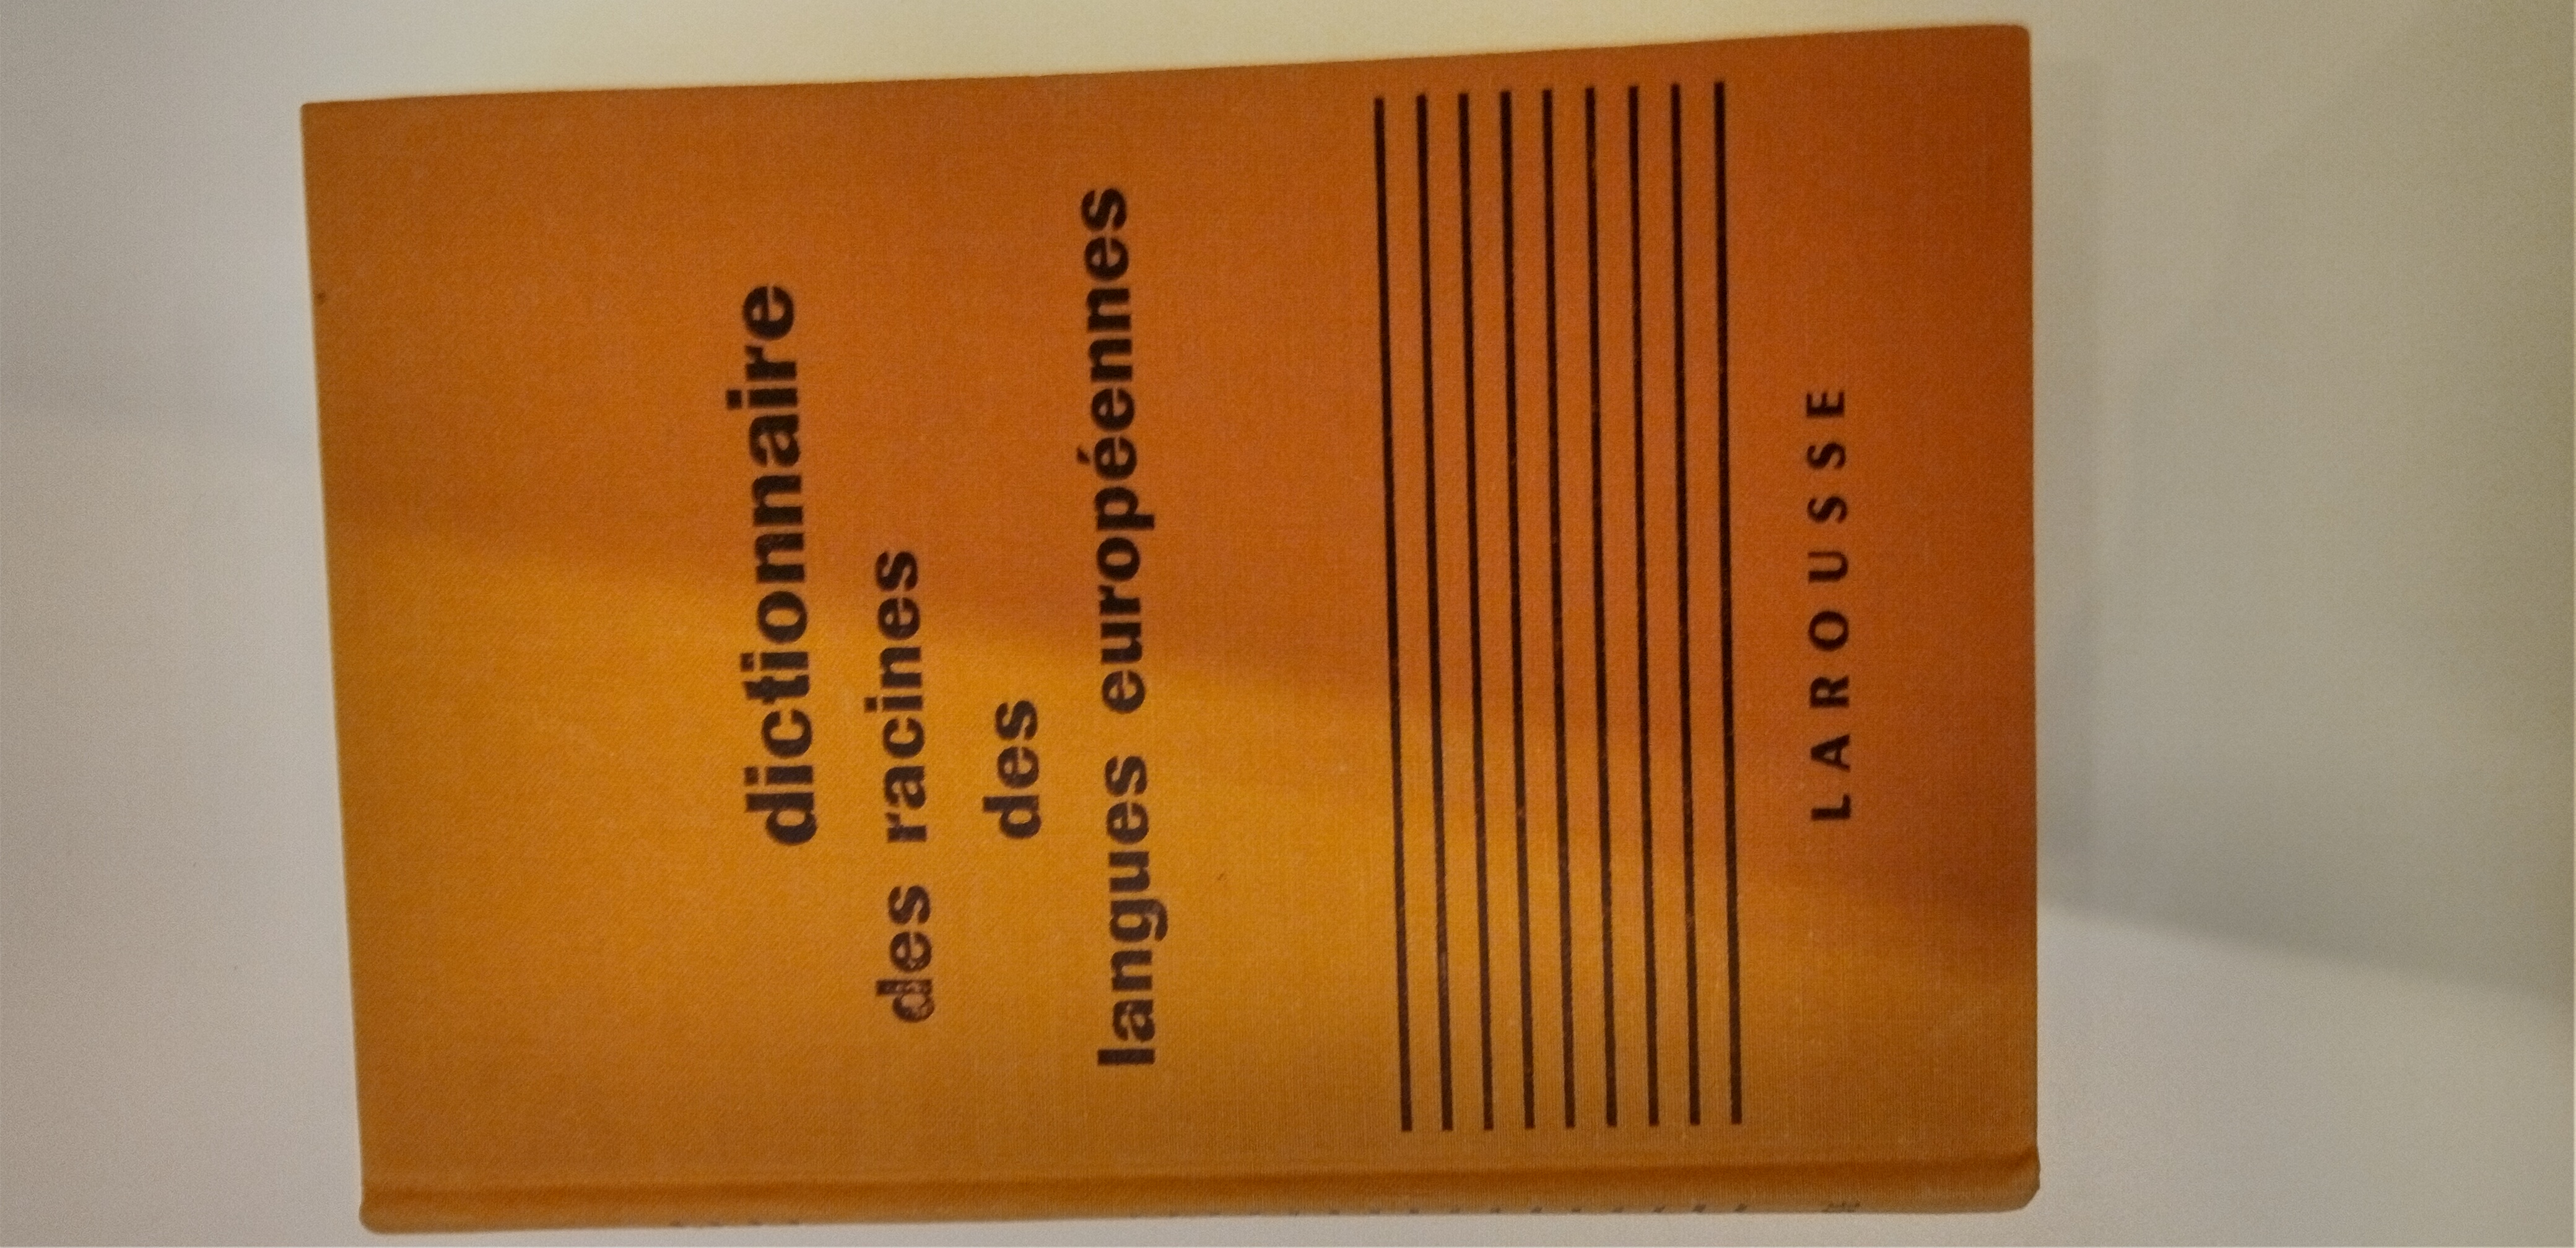 dictionnaire
des racines
des
langues européennes
LAROUSSE